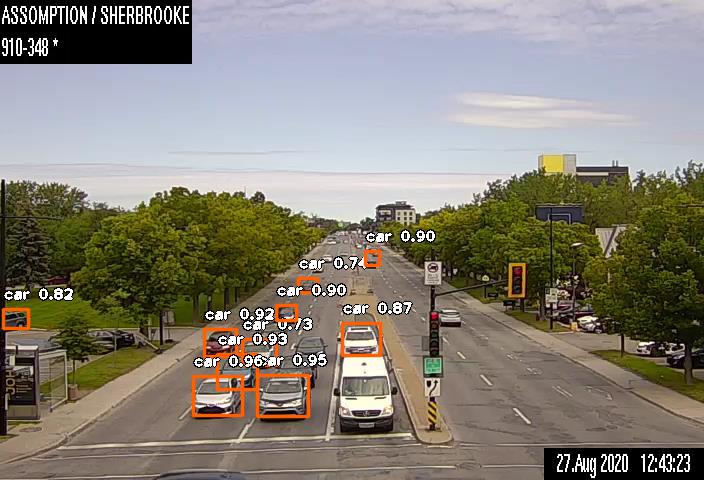 ASSOMPTION / SHERBROOKE
910-348 *
car 0.90
car 0.74
car 0.82
car 0.90
car 0.87
car 0.92
car 0.73
car 0.93
car 0.96
car 0.95
27.Aug 2020 12:43:23